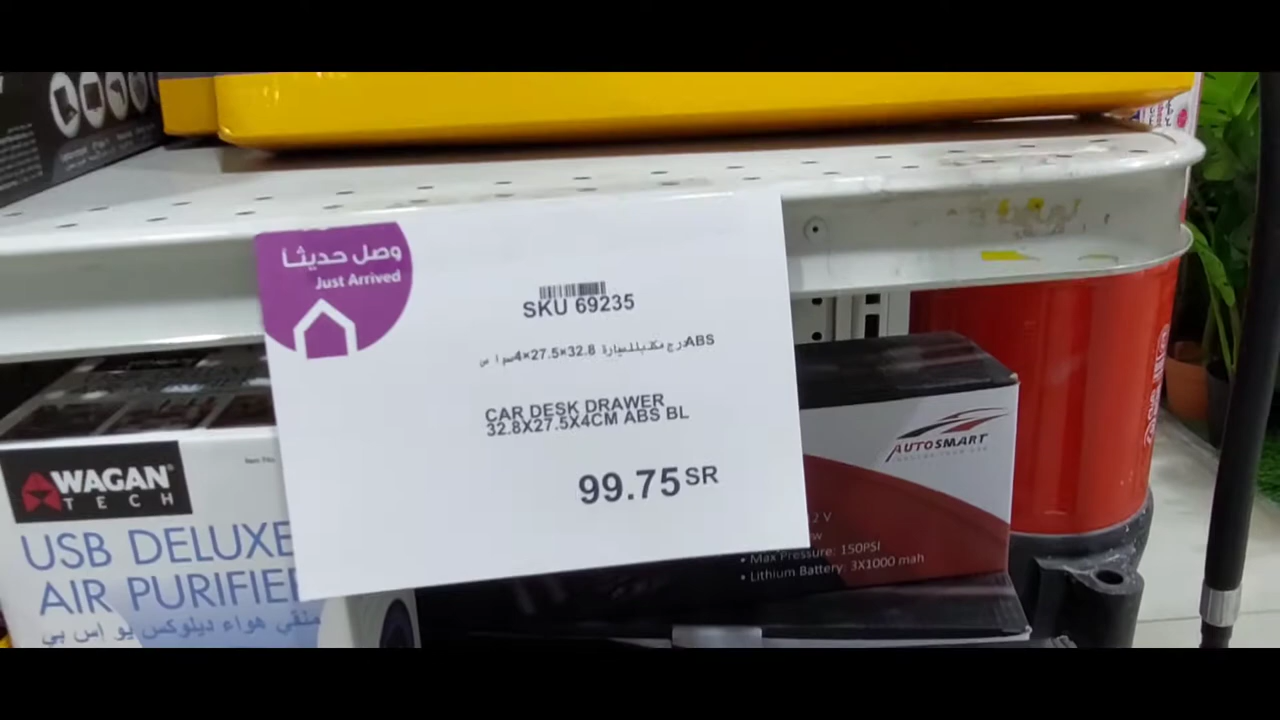 وصل حديثاً
Just Arrived
SKU 69235
درج مكتب للسيارة 32.8×27.5×4سم ا س ABS
CAR DESK DRAWER
32.8X27.5X4CM ABS BL
99.75 SR
WAGAN®
TECH
USB DELUXE
AIR PURIFIE
منقي هواء ديلوكس يو إس بي
AUTOSMART
2 V
• Max Pressure: 150PSI
• Lithium Battery: 3X1000 mah